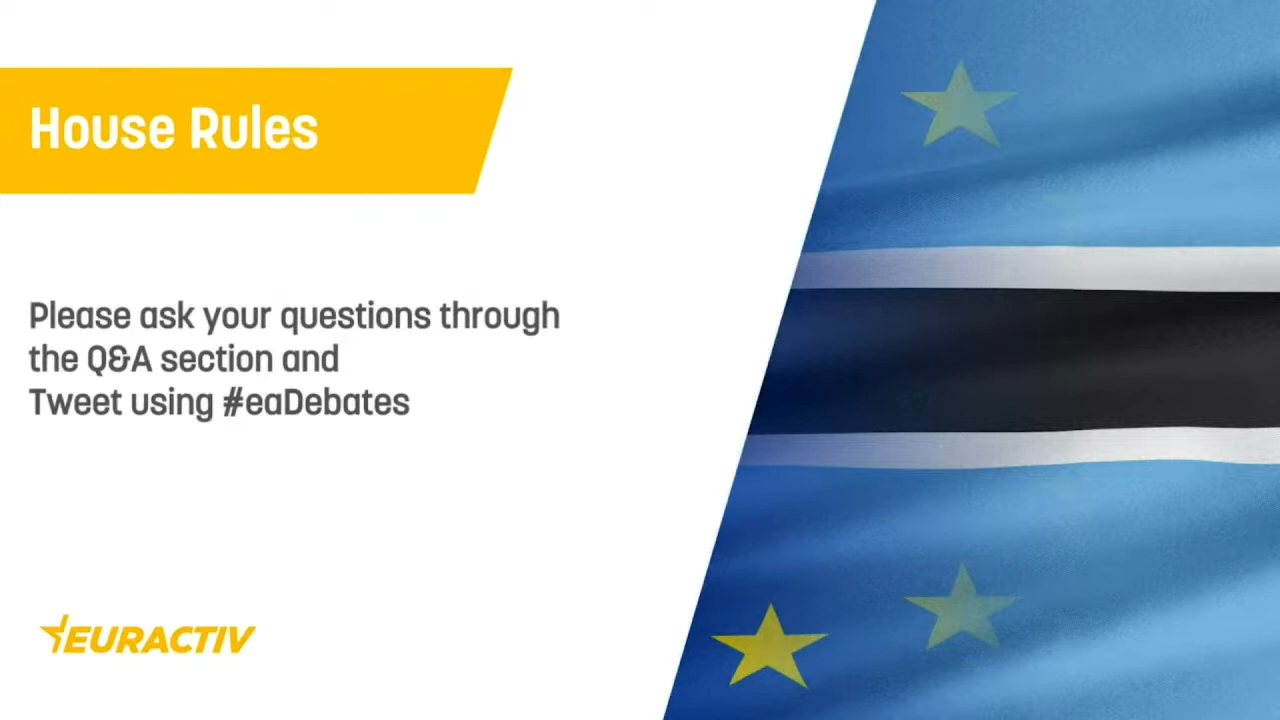 House Rules
Please ask your questions through
the Q&A section and
Tweet using #eaDebates
EURACTIV